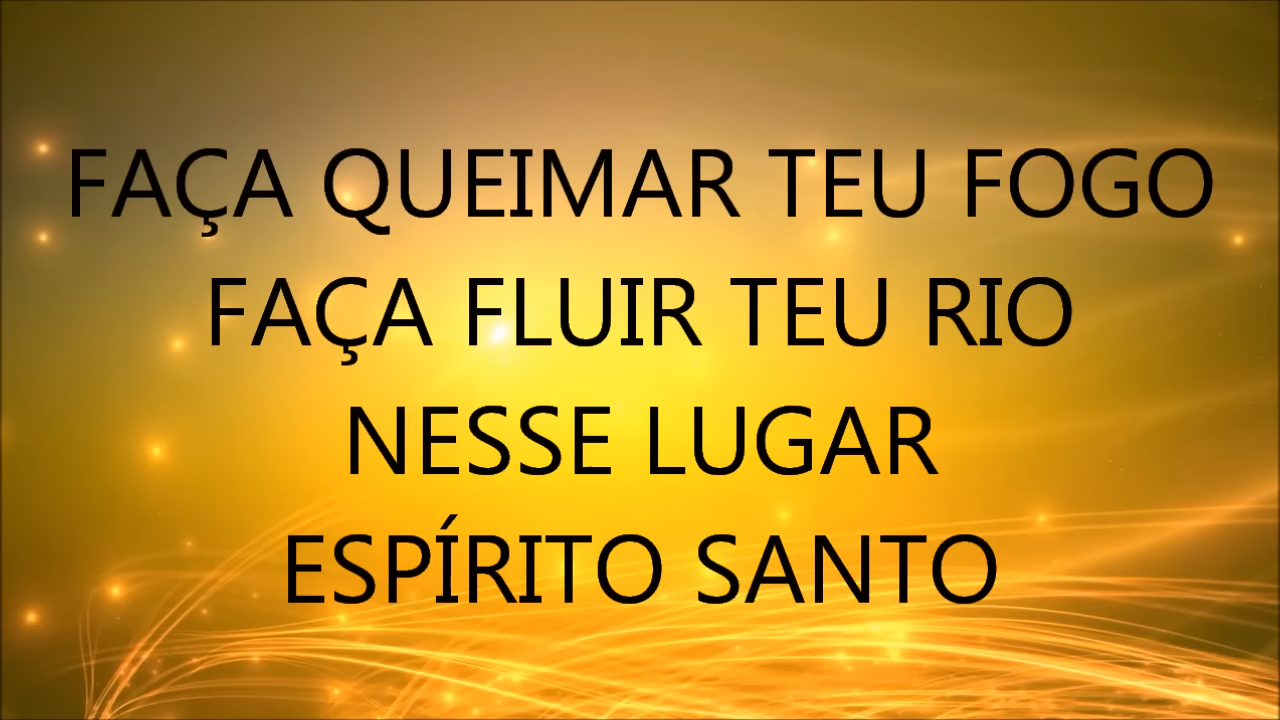 FAÇA QUEIMAR TEU FOGO
FAÇA FLUIR TEU RIO
NESSE LUGAR
ESPÍRITO SANTO